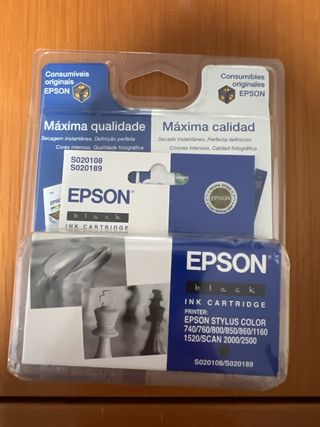 Consumíveis
originais
EPSON
Consumibles
originales
EPSON
Máxima qualidade
Secagem instantânea, Definição perfeita
Cores intensas, Qualidade fotográfica
Máxima calidad
Secado instantáneo, Perfecta definición
Colores intensos, Calidad fotográfica
S020108
S020189
EPSON
black
INK CARTRIDGE
EPSON
black
INK CARTRIDGE
PRINTER:
EPSON STYLUS COLOR
740/760/800/850/860/1160
1520/SCAN 2000/2500
S020108/S020189